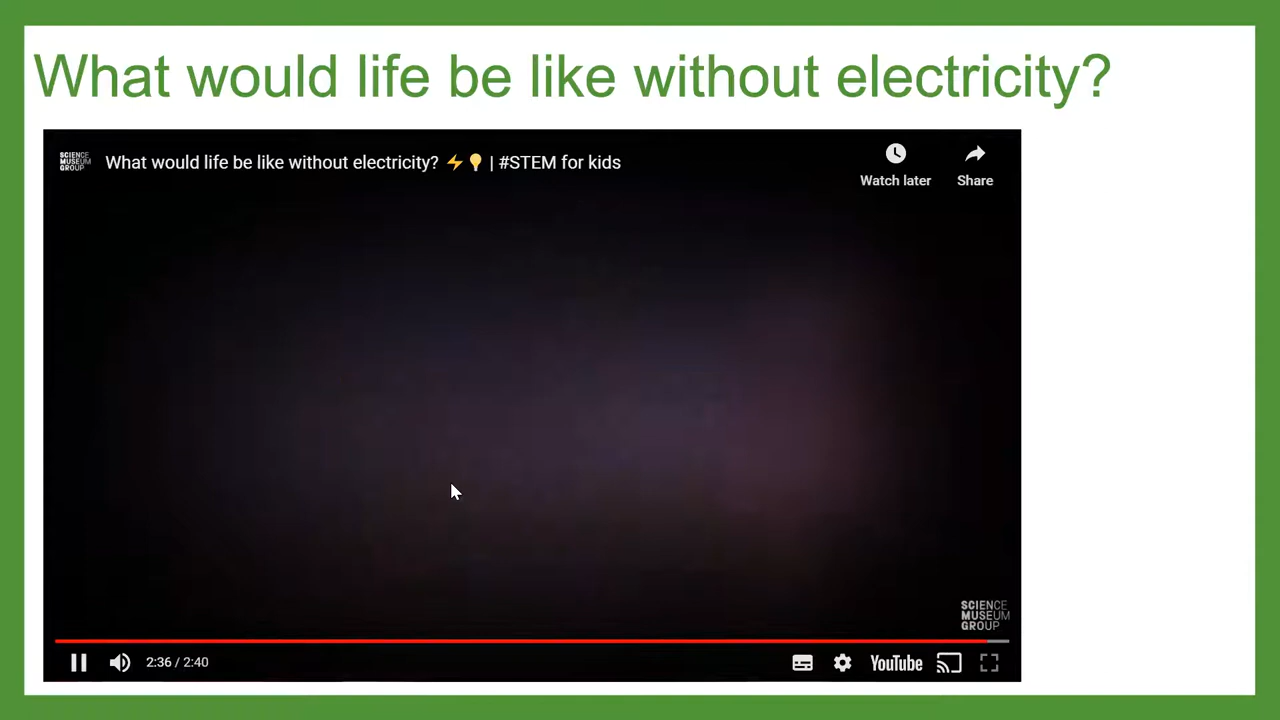 What would life be like without electricity?
SCIENCE
MUSEUM
GROUP
What would life be like without electricity? ⚡💡 | #STEM for kids
Watch later
Share
SCIENCE
MUSEUM
GROUP
2:36 / 2:40
YouTube